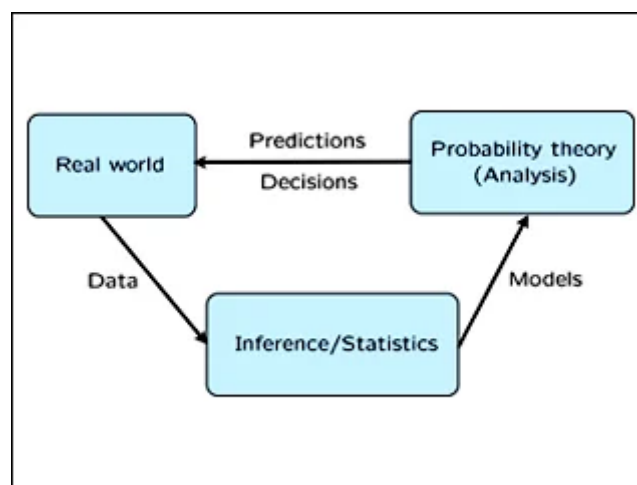 Real world
Predictions
Decisions
Probability theory
(Analysis)
Data
Models
Inference/Statistics